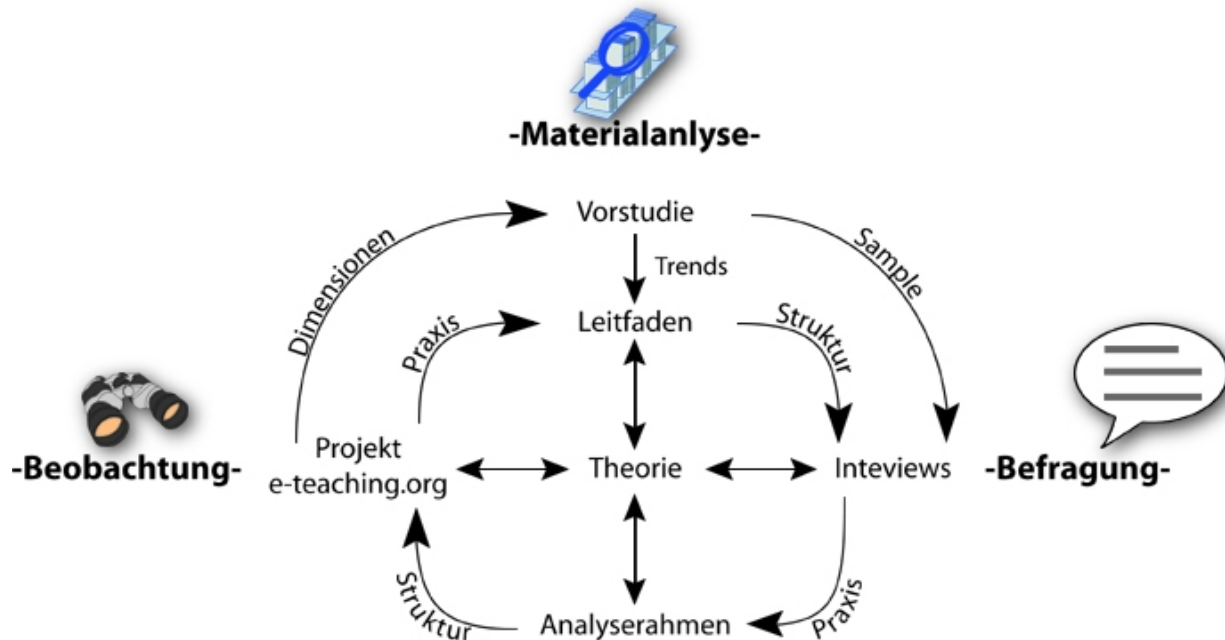 -Materialanlyse-
Vorstudie
Dimensionen
Sample
Trends
Leitfaden
Praxis
Struktur
-Beobachtung-
Projekt
e-teaching.org
Theorie
Inteviews
-Befragung-
Struktur
Praxis
Analyserahmen